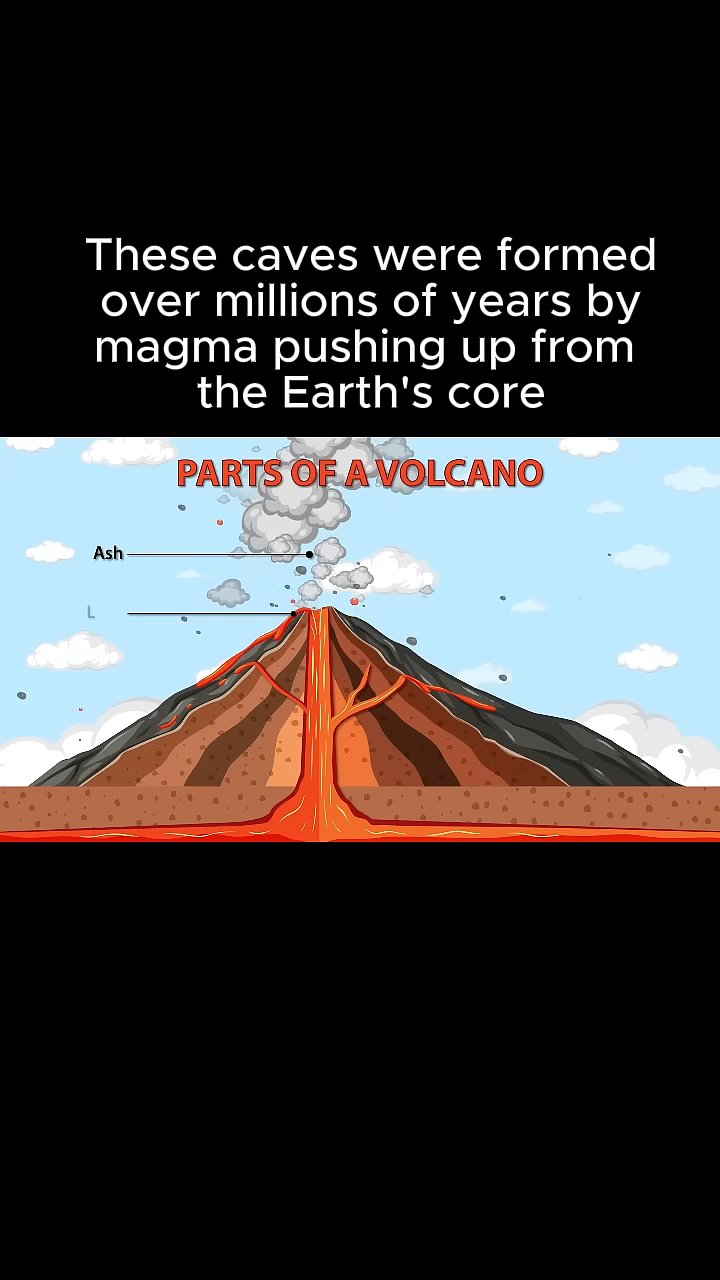 These caves were formed
over millions of years by
magma pushing up from
the Earth's core
PARTS OF A VOLCANO
Ash
L